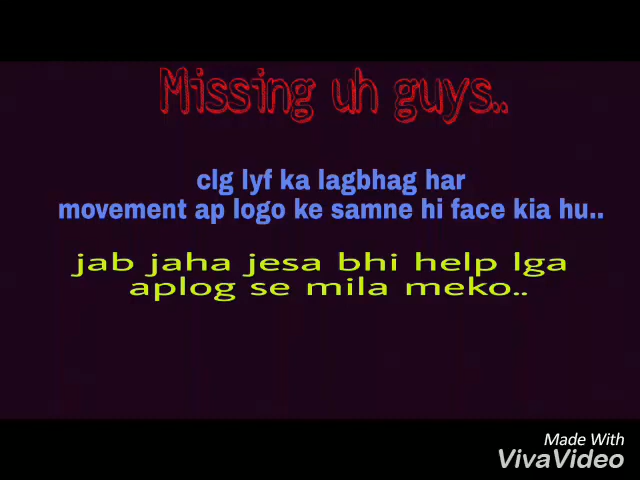 Missing uh guys..
clg lyf ka lagbhag har
movement ap logo ke samne hi face kia hu..
jab jaha jesa bhi help lga
aplog se mila meko..
Made With
VivaVideo